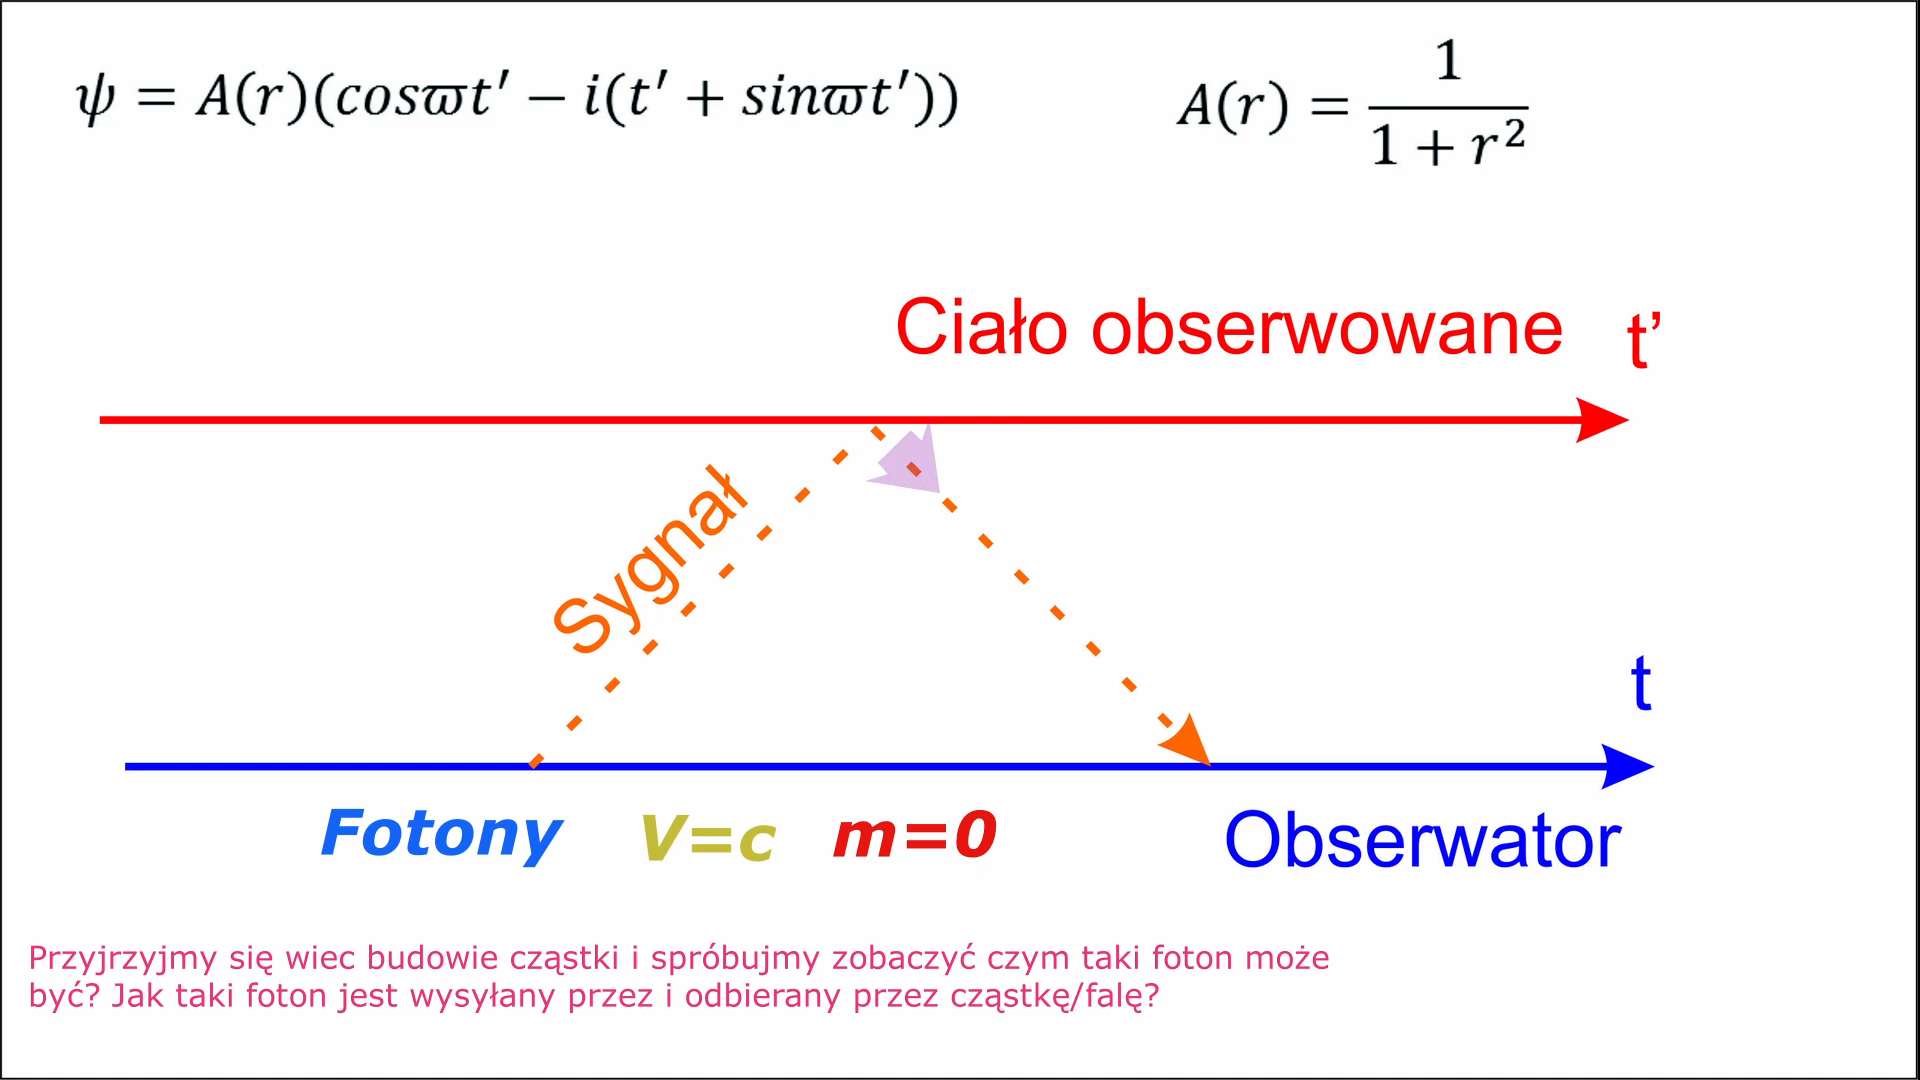 ψ = A(r)(cosϖt′ − i(t′ + sinϖt′))
A(r) = 1 / (1 + r²)
Ciało obserwowane t’
Sygnał
t
Fotony V=c m=0
Obserwator
Przyjrzyjmy się wiec budowie cząstki i spróbujmy zobaczyć czym taki foton może
być? Jak taki foton jest wysyłany przez i odbierany przez cząstkę/falę?